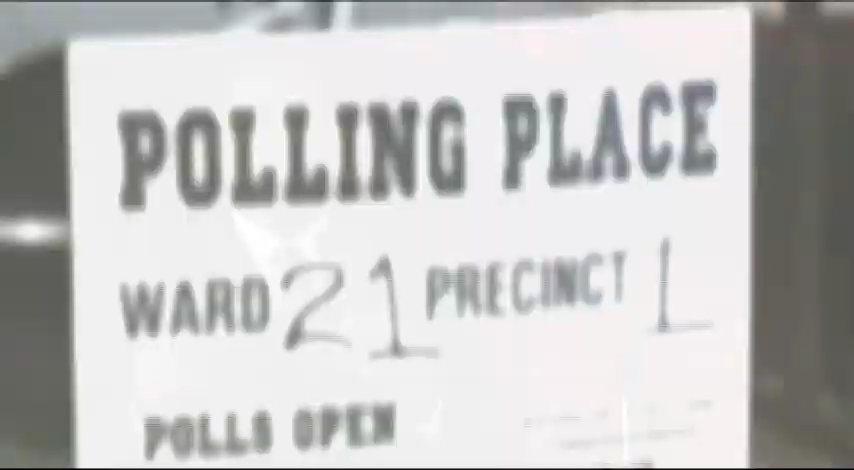 POLLING PLACE
WARD 21 PRECINCT 1
POLLS OPEN